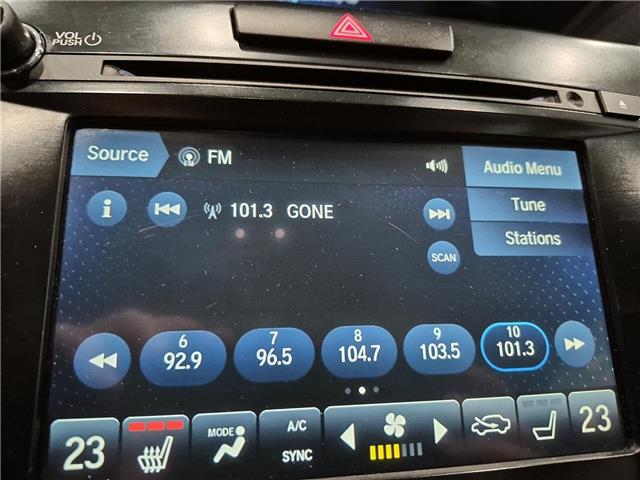 VOL
PUSH
Source
FM
Audio Menu
101.3 GONE
Tune
Stations
SCAN
6
92.9
7
96.5
8
104.7
9
103.5
10
101.3
23
MODE
A/C
SYNC
23